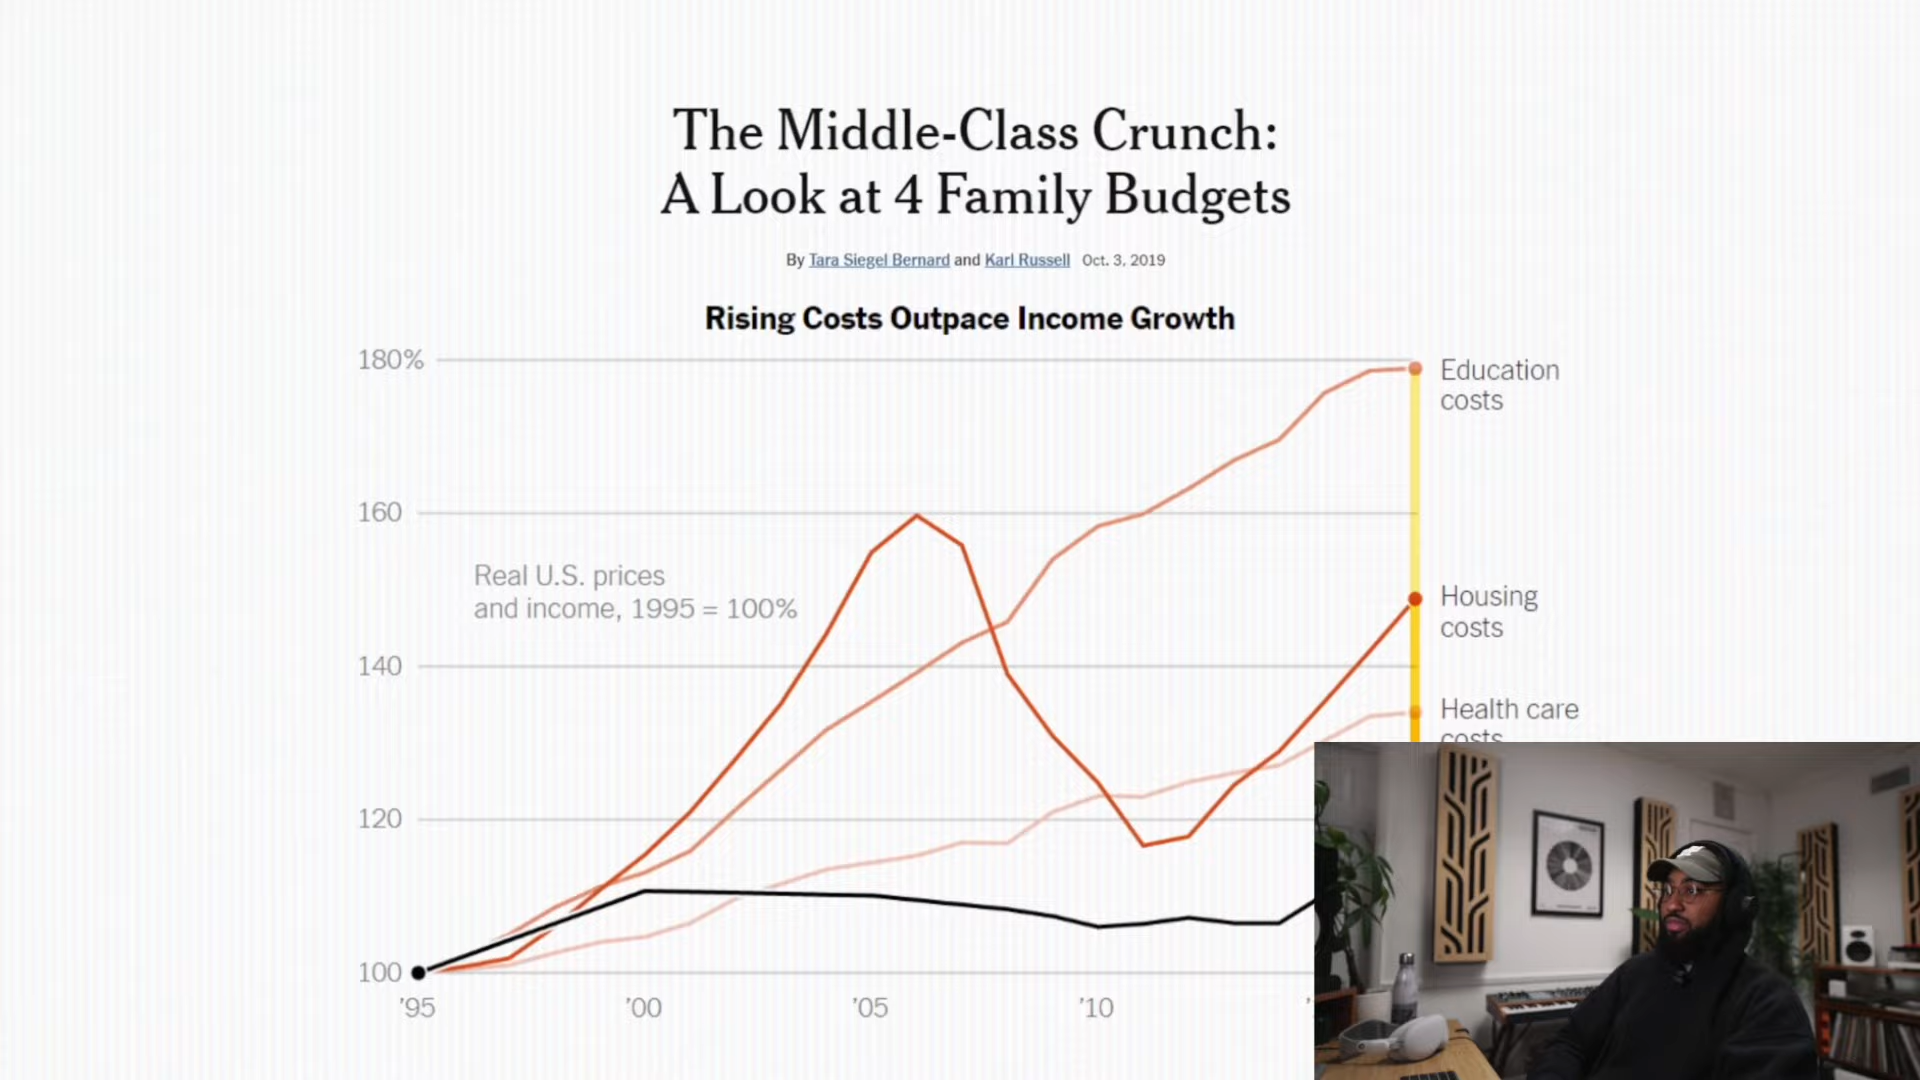 The Middle-Class Crunch:
A Look at 4 Family Budgets
By Tara Siegel Bernard and Karl Russell Oct. 3, 2019
Rising Costs Outpace Income Growth
180%
Education
costs
160
Real U.S. prices
and income, 1995 = 100%
Housing
costs
140
Health care
costs
120
100
'95
'00
'05
'10